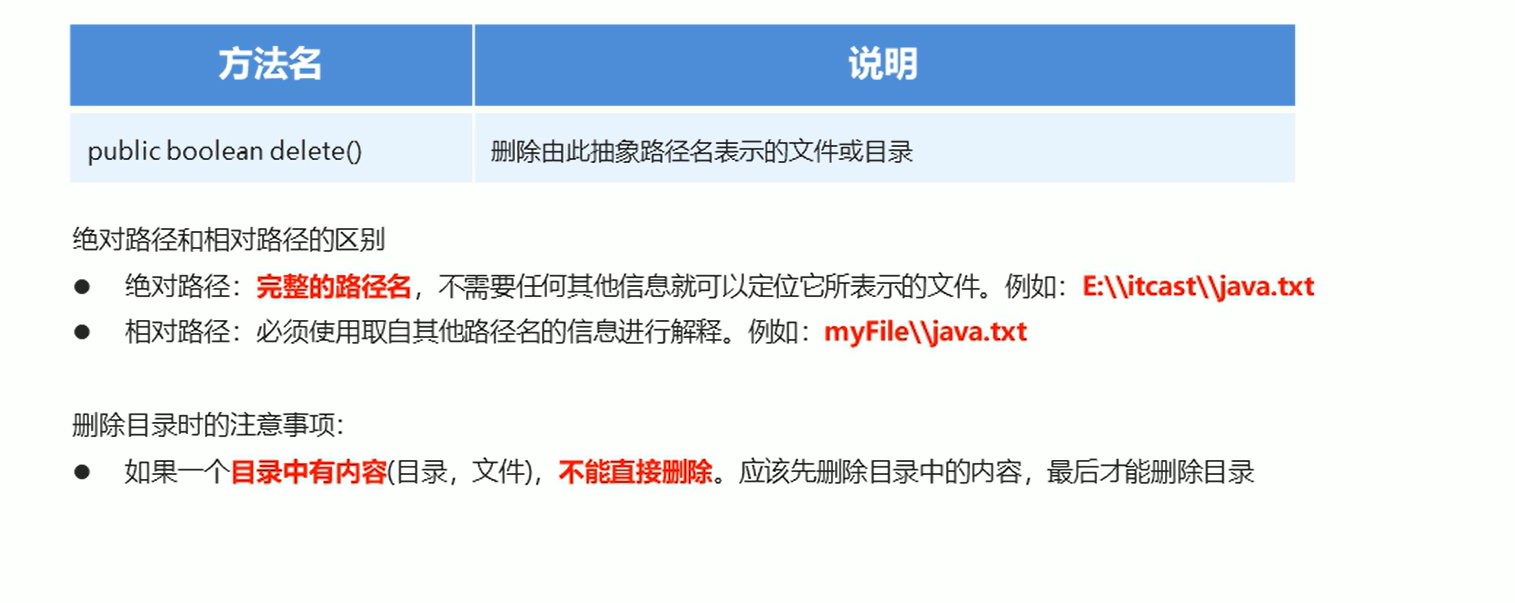 方法名 说明
public boolean delete() 删除由此抽象路径名表示的文件或目录
绝对路径和相对路径的区别
● 绝对路径：完整的路径名，不需要任何其他信息就可以定位它所表示的文件。例如：E:\\itcast\\java.txt
● 相对路径：必须使用取自其他路径名的信息进行解释。例如：myFile\\java.txt
删除目录时的注意事项：
● 如果一个目录中有内容(目录，文件)，不能直接删除。应该先删除目录中的内容，最后才能删除目录